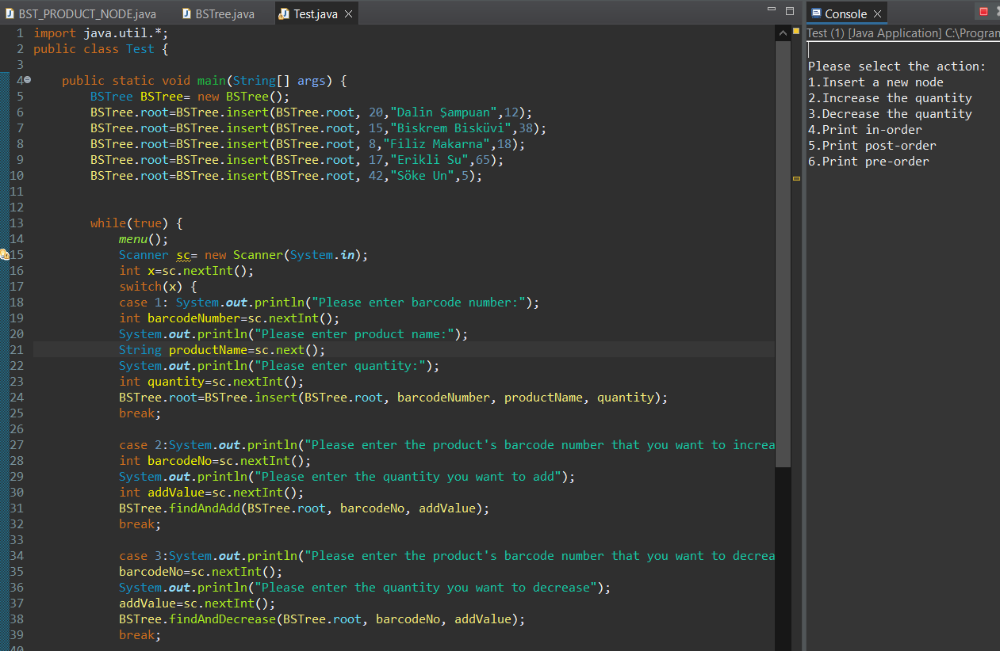 BST_PRODUCT_NODE.java BSTree.java Test.java
1 import java.util.*;
2 public class Test {
3
4 public static void main(String[] args) {
5 BSTree BSTree= new BSTree();
6 BSTree.root=BSTree.insert(BSTree.root, 20,"Dalin Şampuan",12);
7 BSTree.root=BSTree.insert(BSTree.root, 15,"Biskrem Bisküvi",38);
8 BSTree.root=BSTree.insert(BSTree.root, 8,"Filiz Makarna",18);
9 BSTree.root=BSTree.insert(BSTree.root, 17,"Erikli Su",65);
10 BSTree.root=BSTree.insert(BSTree.root, 42,"Söke Un",5);
11
12
13 while(true) {
14 menu();
15 Scanner sc= new Scanner(System.in);
16 int x=sc.nextInt();
17 switch(x) {
18 case 1: System.out.println("Please enter barcode number:");
19 int barcodeNumber=sc.nextInt();
20 System.out.println("Please enter product name:");
21 String productName=sc.next();
22 System.out.println("Please enter quantity:");
23 int quantity=sc.nextInt();
24 BSTree.root=BSTree.insert(BSTree.root, barcodeNumber, productName, quantity);
25 break;
26
27 case 2:System.out.println("Please enter the product's barcode number that you want to increa
28 int barcodeNo=sc.nextInt();
29 System.out.println("Please enter the quantity you want to add");
30 int addValue=sc.nextInt();
31 BSTree.findAndAdd(BSTree.root, barcodeNo, addValue);
32 break;
33
34 case 3:System.out.println("Please enter the product's barcode number that you want to decrea
35 barcodeNo=sc.nextInt();
36 System.out.println("Please enter the quantity you want to decrease");
37 addValue=sc.nextInt();
38 BSTree.findAndDecrease(BSTree.root, barcodeNo, addValue);
39 break;
40
Console
Test (1) [Java Application] C:\Program
Please select the action:
1.Insert a new node
2.Increase the quantity
3.Decrease the quantity
4.Print in-order
5.Print post-order
6.Print pre-order